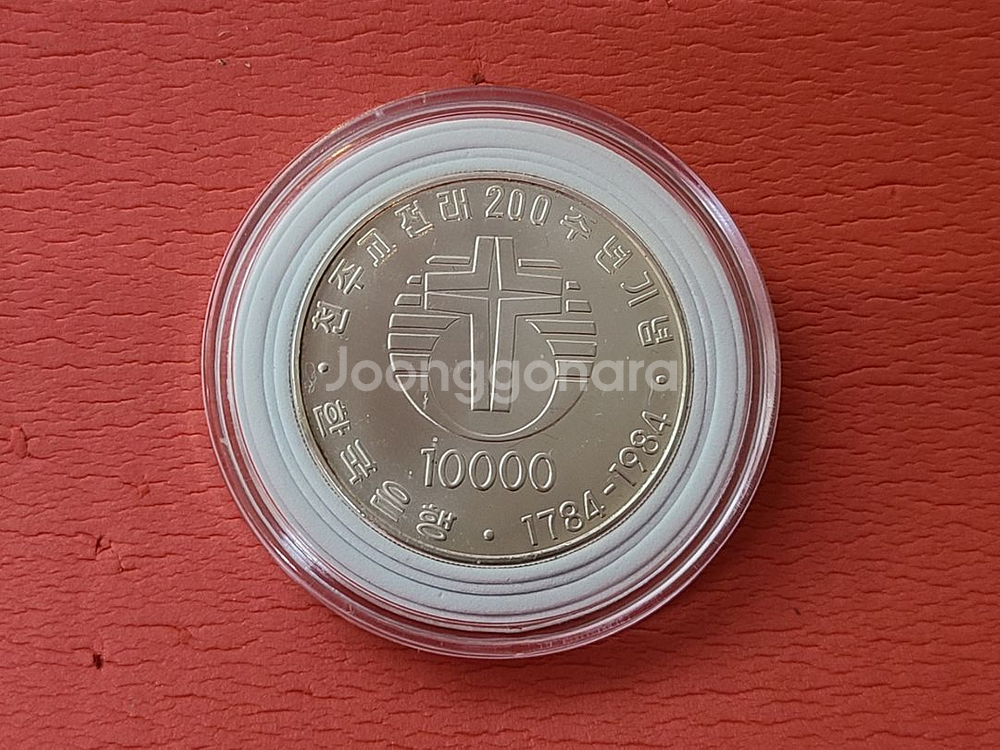 천주교전래200주년기념
10000
한국은행 · 1784-1984
Joonggonara